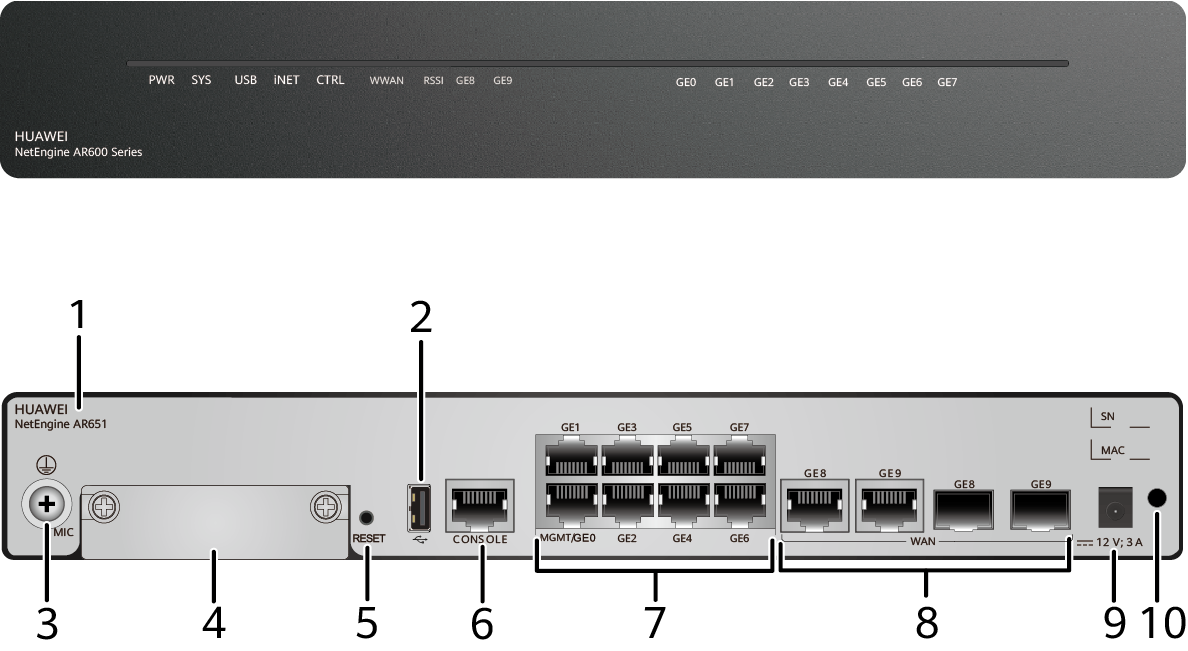 PWR SYS USB iNET CTRL WWAN RSSI GE8 GE9 GE0 GE1 GE2 GE3 GE4 GE5 GE6 GE7
HUAWEI
NetEngine AR600 Series
1 2
HUAWEI
NetEngine AR651
SN
MAC
GE1 GE3 GE5 GE7
GE8 GE9 GE8 GE9
MIC
RESET CONSOLE MGMT/GE0 GE2 GE4 GE6 WAN 12 V; 3 A
3 4 5 6 7 8 9 10